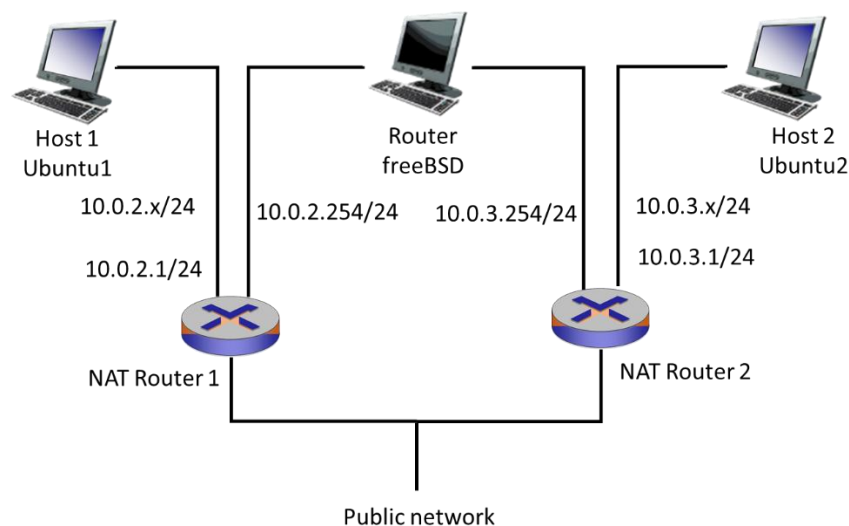 Host 1
Ubuntu1
Router
freeBSD
Host 2
Ubuntu2
10.0.2.x/24
10.0.2.254/24
10.0.3.254/24
10.0.3.x/24
10.0.2.1/24
10.0.3.1/24
NAT Router 1
NAT Router 2
Public network